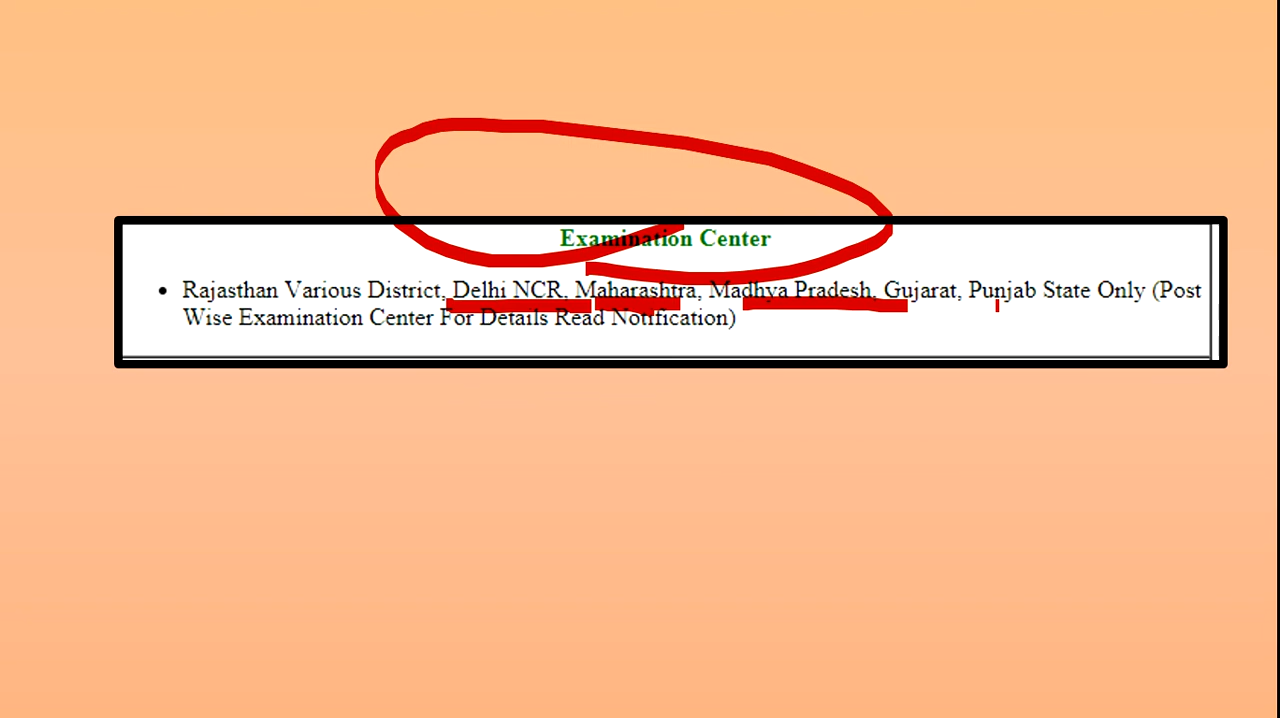 Examination Center
• Rajasthan Various District, Delhi NCR, Maharashtra, Madhya Pradesh, Gujarat, Punjab State Only (Post
Wise Examination Center For Details Read Notification)